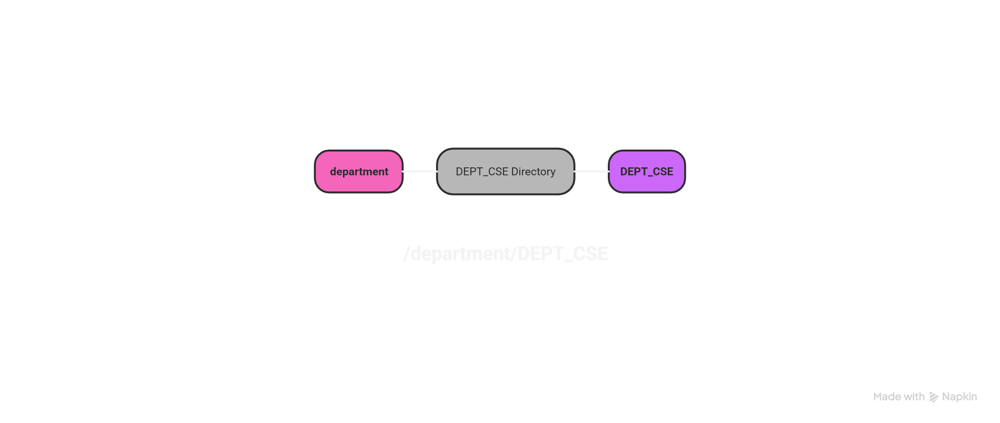 department
DEPT_CSE Directory
DEPT_CSE
/department/DEPT_CSE
Made with Napkin